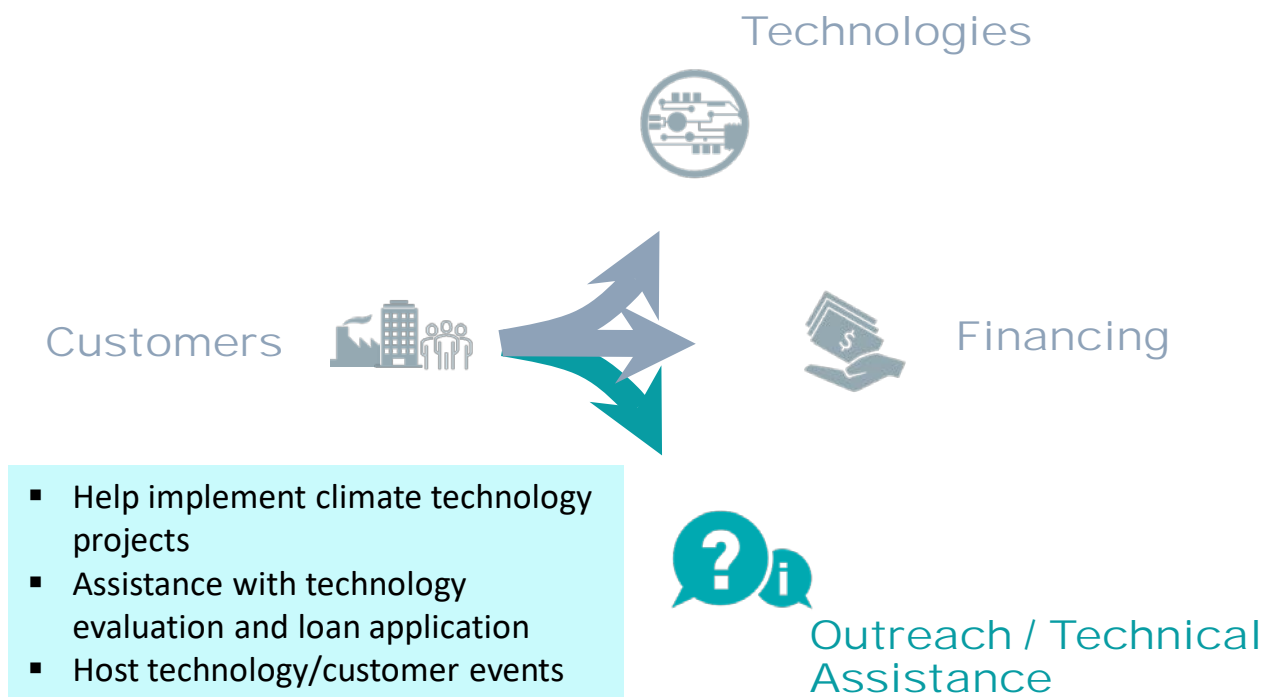 Technologies
Customers
Financing
$
▪ Help implement climate technology
projects
▪ Assistance with technology
evaluation and loan application
▪ Host technology/customer events
? i
Outreach / Technical
Assistance